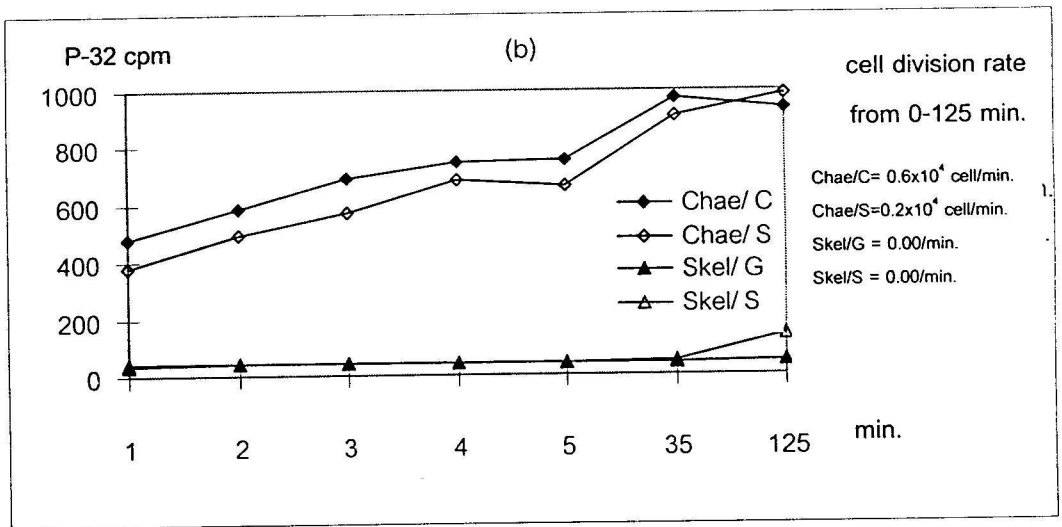 P-32 cpm
(b)
cell division rate
from 0-125 min.
1000
800
600
400
200
0
Chae/C= 0.6x10⁴ cell/min.
Chae/S=0.2x10⁴ cell/min.
Skel/G = 0.00/min.
Skel/S = 0.00/min.
Chae/ C
Chae/ S
Skel/ G
Skel/ S
1 2 3 4 5 35 125 min.